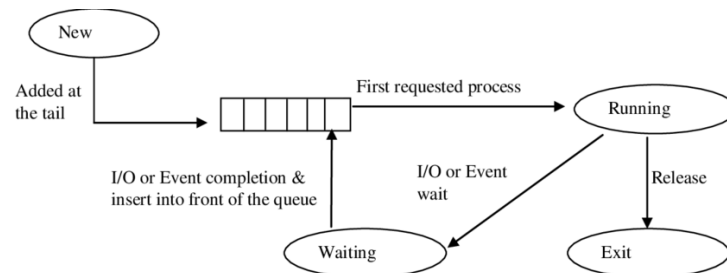 New
Added at
the tail
First requested process
Running
I/O or Event completion &
insert into front of the queue
I/O or Event
wait
Release
Waiting
Exit